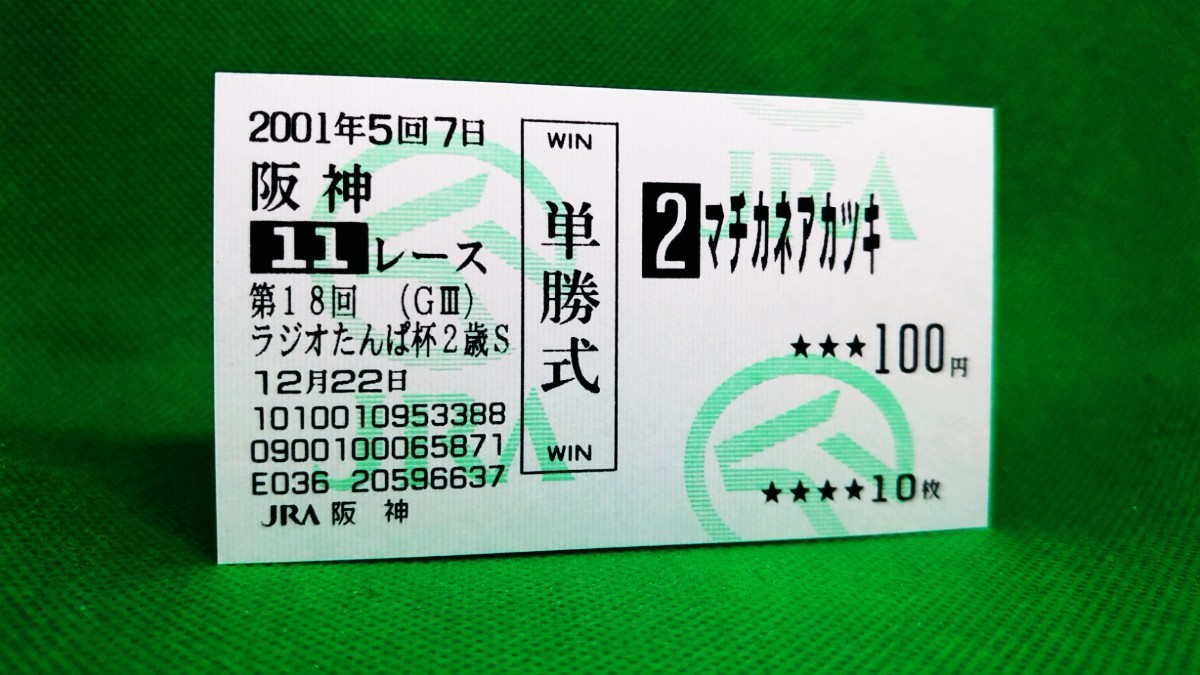 2001年5回7日
阪神
11レース
第18回 (GⅢ)
ラジオたんぱ杯2歳S
12月22日
1010010953388
0900100065871
E036 20596637
JRA 阪神
WIN
単勝式
WIN
2 マチカネアカツキ
★★★100円
★★★★10枚
JRA
JRA